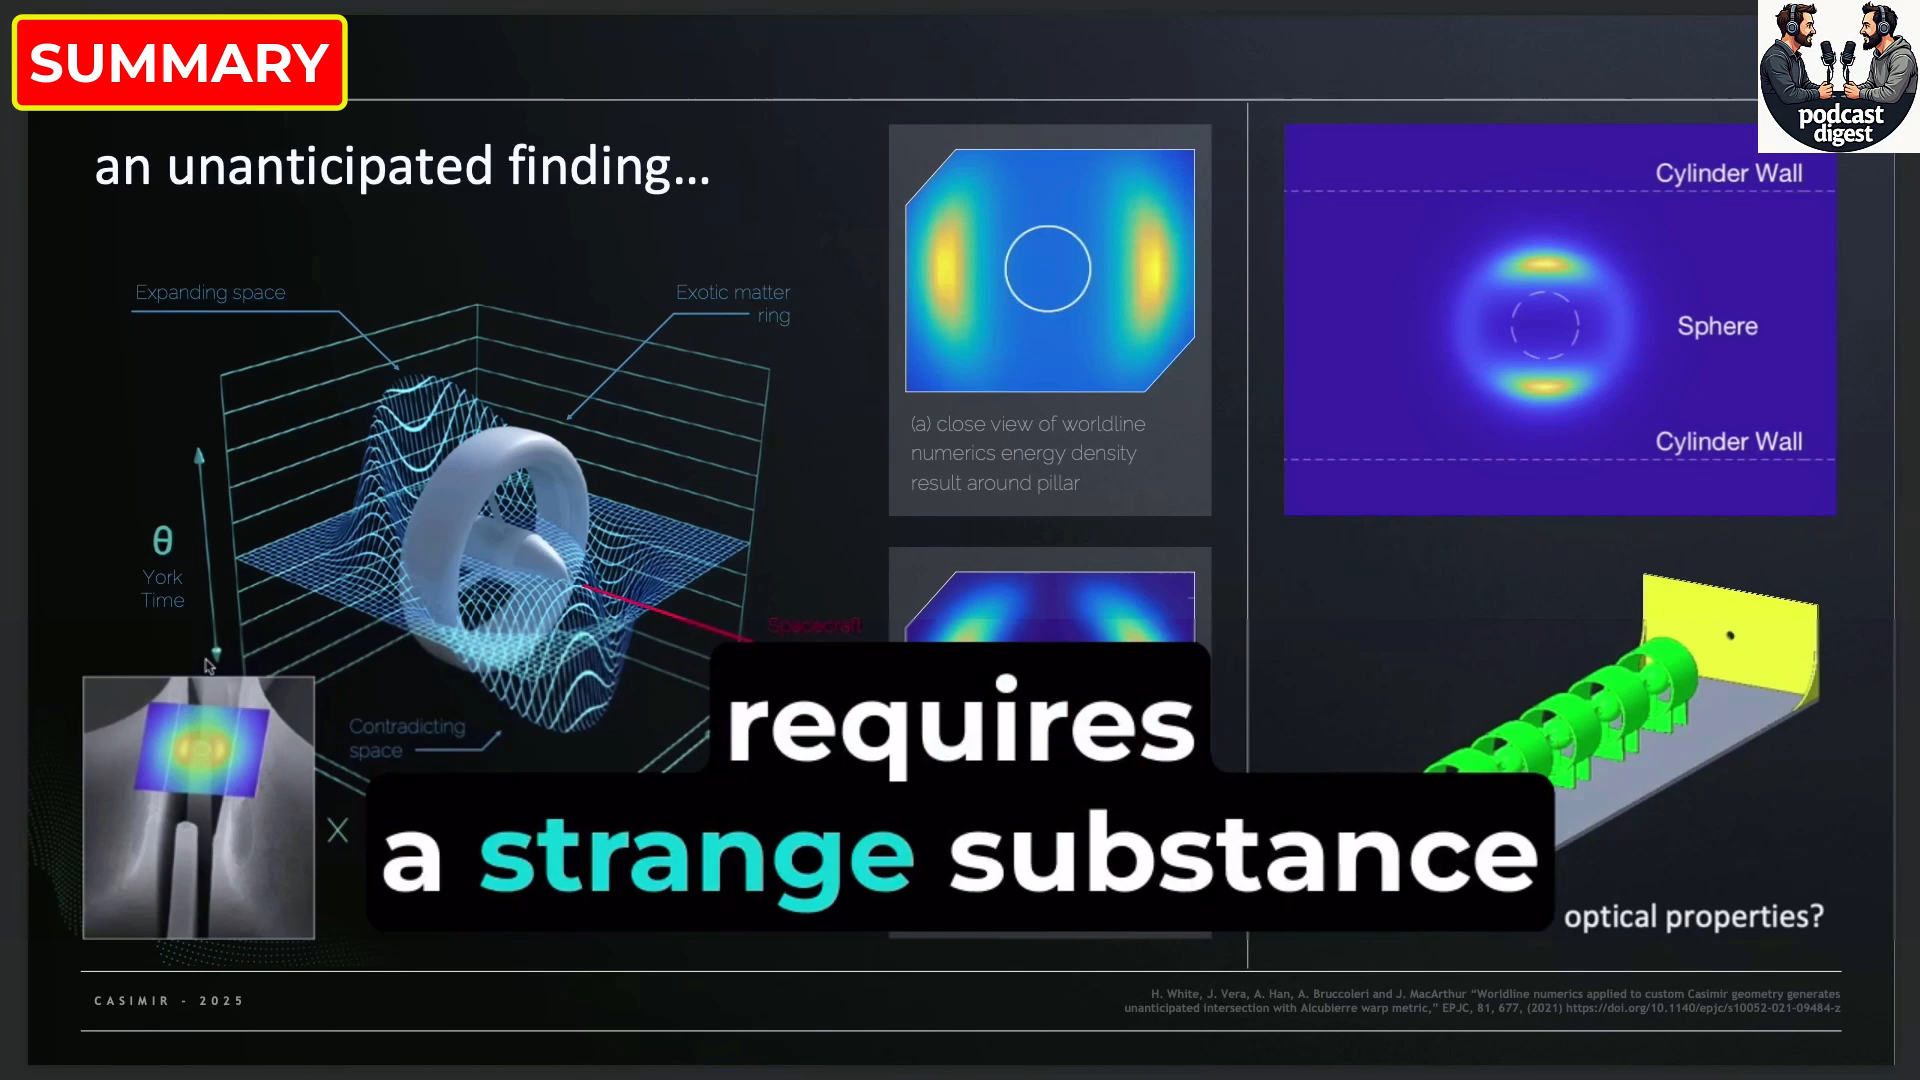 SUMMARY
podcast
digest
an unanticipated finding...
Expanding space
Exotic matter
ring
θ
York
Time
Spacecraft
Contradicting
space
X
(a) close view of worldline
numerics energy density
result around pillar
Cylinder Wall
Sphere
Cylinder Wall
requires
a strange substance
optical properties?
CASIMIR - 2025
H. White, J. Vera, A. Han, A. Bruccoleri and J. MacArthur “Worldline numerics applied to custom Casimir geometry generates
unanticipated intersection with Alcubierre warp metric,” EPJC, 81, 677, (2021) https://doi.org/10.1140/epjc/s10052-021-09484-z